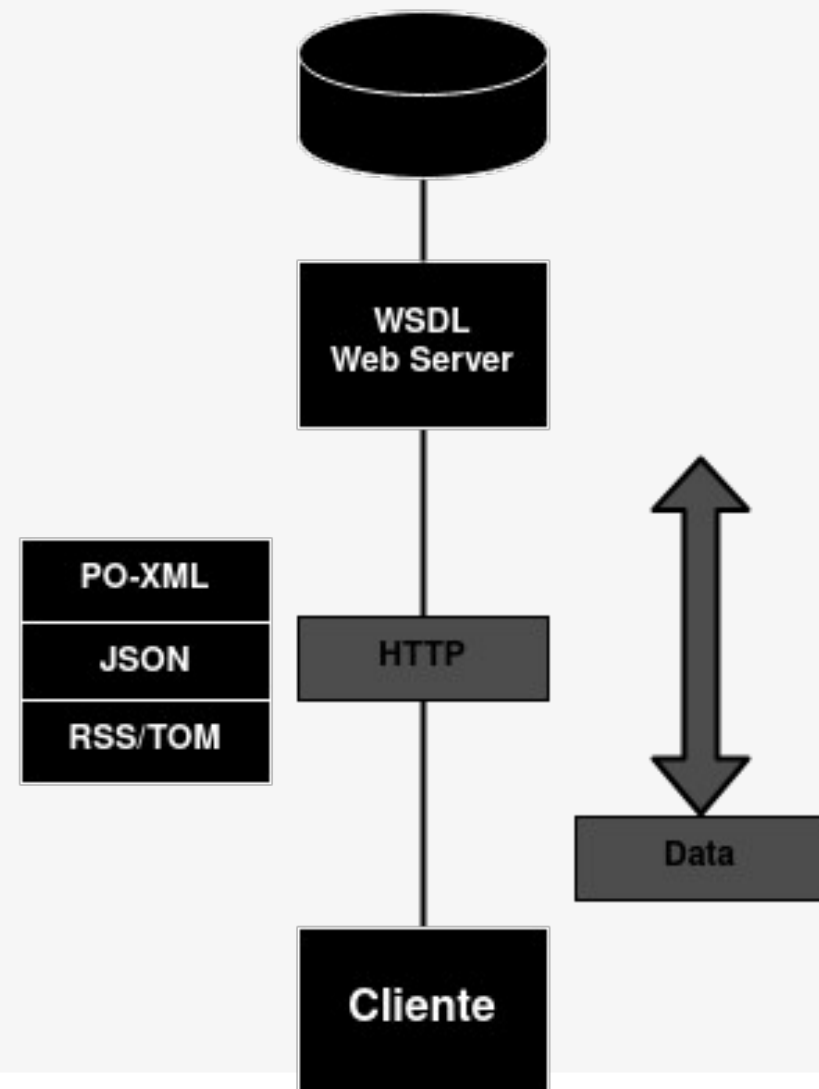 WSDL
Web Server
PO-XML
JSON
RSS/TOM
HTTP
Data
Cliente